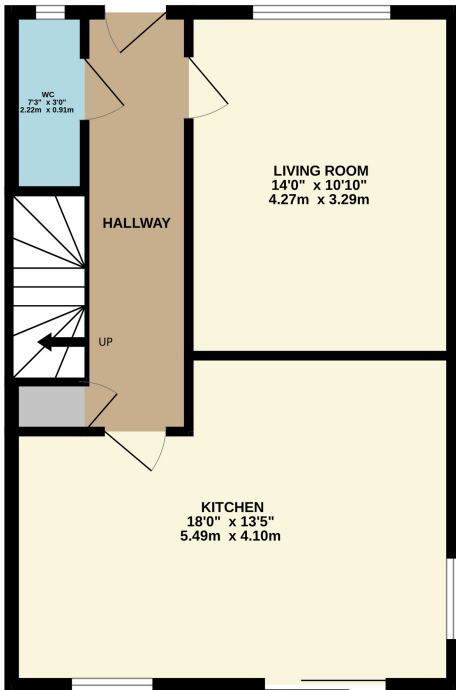 WC
7'3" x 3'0"
2.22m x 0.91m
LIVING ROOM
14'0" x 10'10"
4.27m x 3.29m
HALLWAY
UP
KITCHEN
18'0" x 13'5"
5.49m x 4.10m